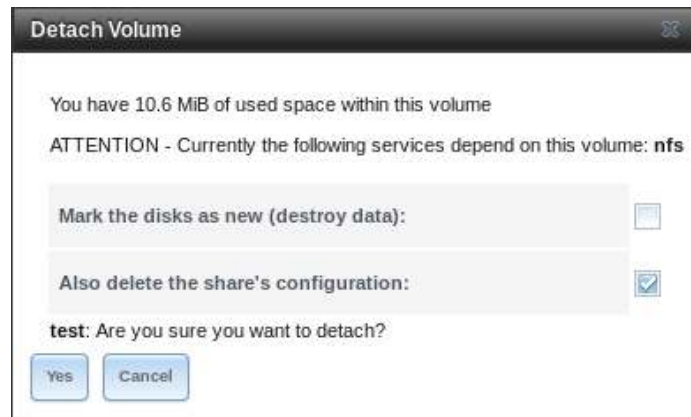 Detach Volume
You have 10.6 MiB of used space within this volume
ATTENTION - Currently the following services depend on this volume: nfs
Mark the disks as new (destroy data):
Also delete the share's configuration:
test: Are you sure you want to detach?
Yes Cancel